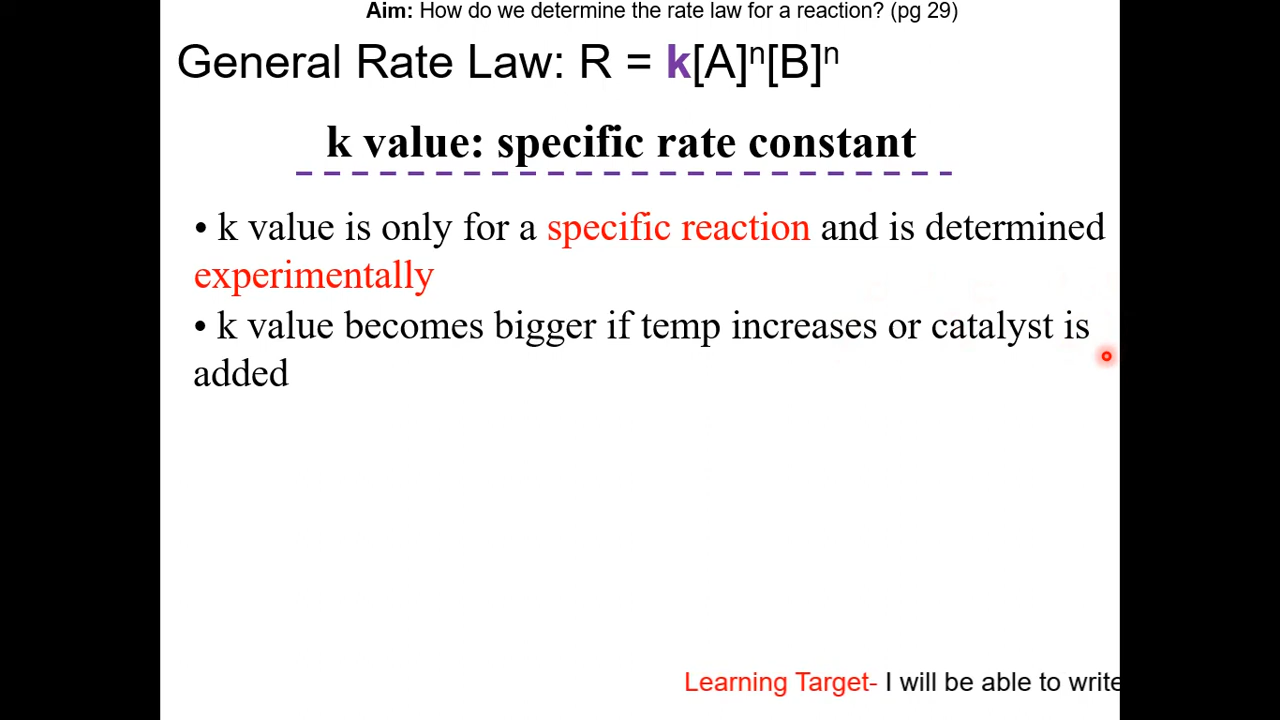 Aim: How do we determine the rate law for a reaction? (pg 29)
General Rate Law: R = k[A]ⁿ[B]ⁿ
k value: specific rate constant
• k value is only for a specific reaction and is determined
experimentally
• k value becomes bigger if temp increases or catalyst is
added
Learning Target- I will be able to write